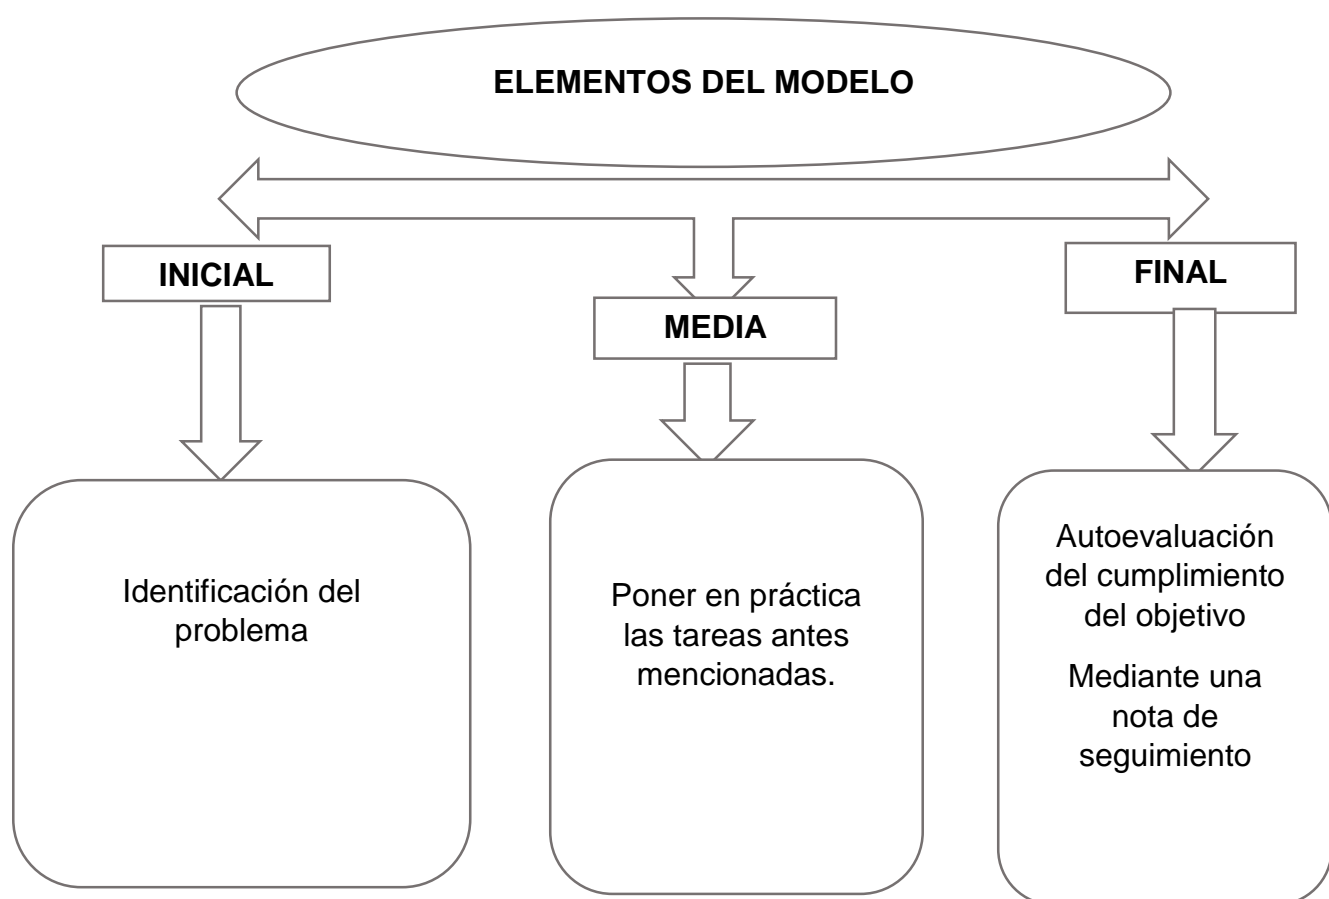 ELEMENTOS DEL MODELO
INICIAL
MEDIA
FINAL
Identificación del
problema
Poner en práctica
las tareas antes
mencionadas.
Autoevaluación
del cumplimiento
del objetivo
Mediante una
nota de
seguimiento